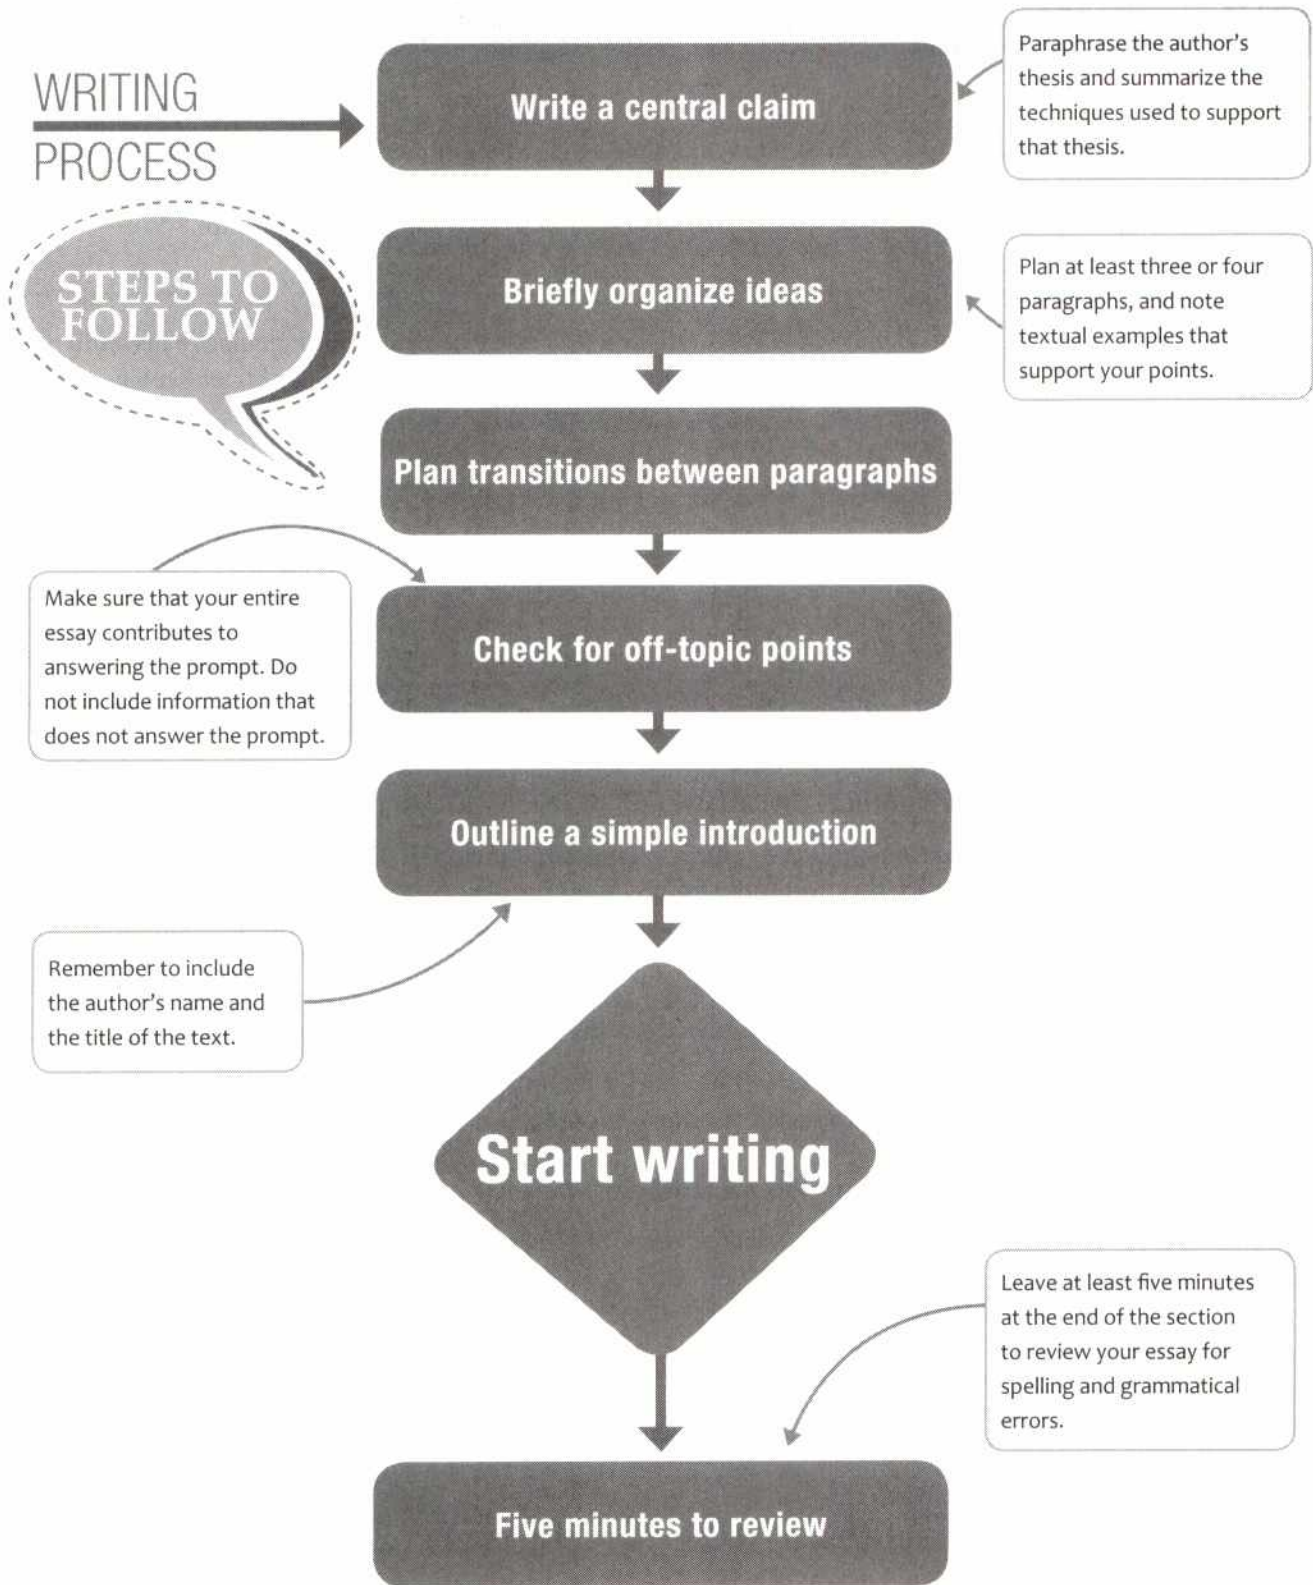 WRITING
PROCESS
STEPS TO
FOLLOW
Write a central claim
Paraphrase the author's
thesis and summarize the
techniques used to support
that thesis.
Briefly organize ideas
Plan at least three or four
paragraphs, and note
textual examples that
support your points.
Plan transitions between paragraphs
Make sure that your entire
essay contributes to
answering the prompt. Do
not include information that
does not answer the prompt.
Check for off-topic points
Outline a simple introduction
Remember to include
the author's name and
the title of the text.
Start writing
Leave at least five minutes
at the end of the section
to review your essay for
spelling and grammatical
errors.
Five minutes to review